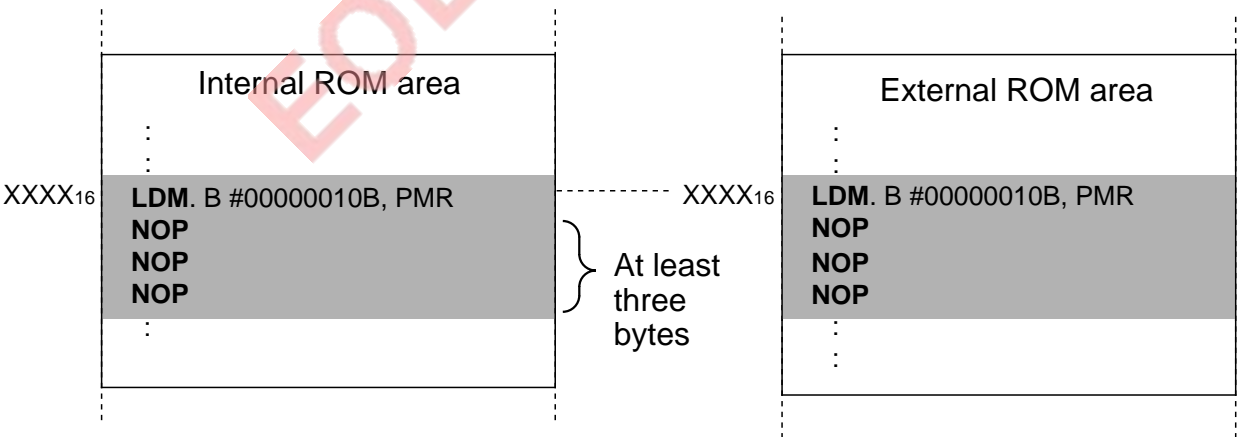 Internal ROM area
:
:
XXXX16
LDM. B #00000010B, PMR
NOP
NOP
NOP
:
At least
three
bytes
External ROM area
:
:
XXXX16
LDM. B #00000010B, PMR
NOP
NOP
NOP
:
: